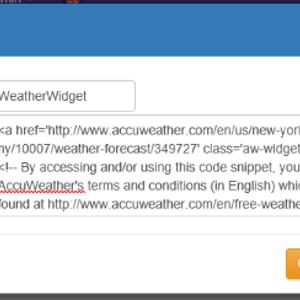 WeatherWidget
<a href='http://www.accuweather.com/en/us/new-yor
ny/10007/weather-forecast/349727' class='aw-widget
<!-- By accessing and/or using this code snippet, you
AccuWeather's terms and conditions (in English) whic
found at http://www.accuweather.com/en/free-weathe